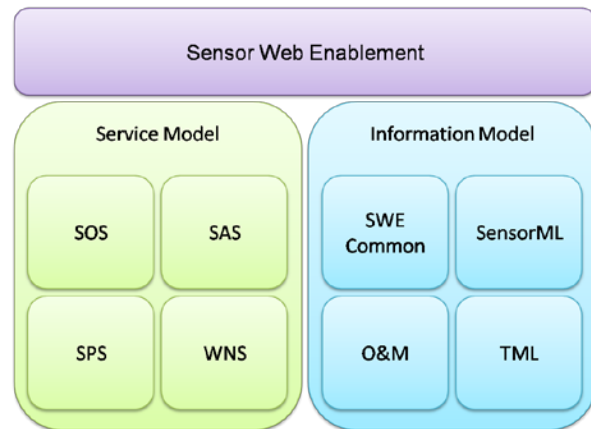 Sensor Web Enablement
Service Model
SOS
SAS
SPS
WNS
Information Model
SWE
Common
SensorML
O&M
TML